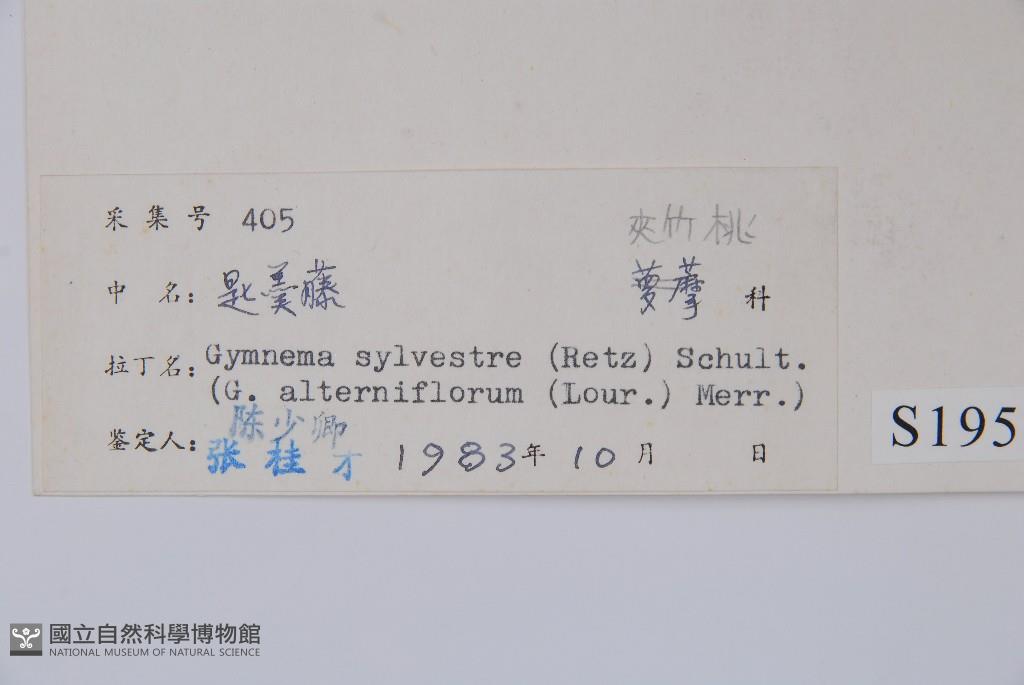 采集号 405
夾竹桃
中 名: 匙羹藤 萝藦 科
拉丁名: Gymnema sylvestre (Retz) Schult.
(G. alterniflorum (Lour.) Merr.)
陈少卿
鉴定人: 张桂才 1983年 10月 日
S195
國立自然科學博物館
NATIONAL MUSEUM OF NATURAL SCIENCE